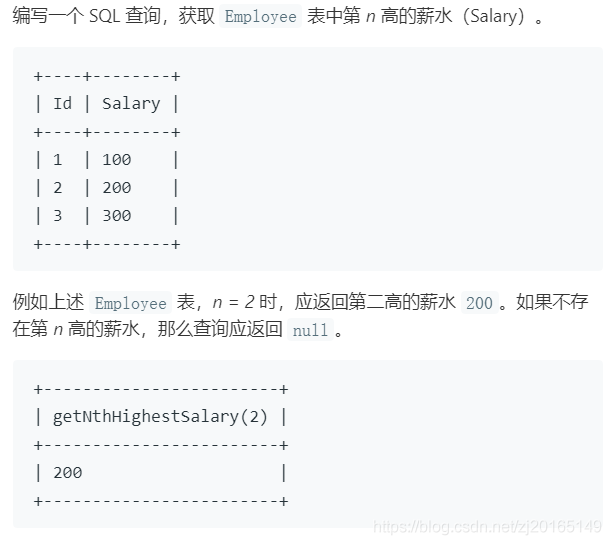 编写一个 SQL 查询，获取 Employee 表中第 n 高的薪水（Salary）。
+----+--------+
| Id | Salary |
+----+--------+
| 1  | 100    |
| 2  | 200    |
| 3  | 300    |
+----+--------+
例如上述 Employee 表，n = 2 时，应返回第二高的薪水 200。如果不存
在第 n 高的薪水，那么查询应返回 null。
+------------------------+
| getNthHighestSalary(2) |
+------------------------+
| 200                    |
+------------------------+
https://blog.csdn.net/zj20165149